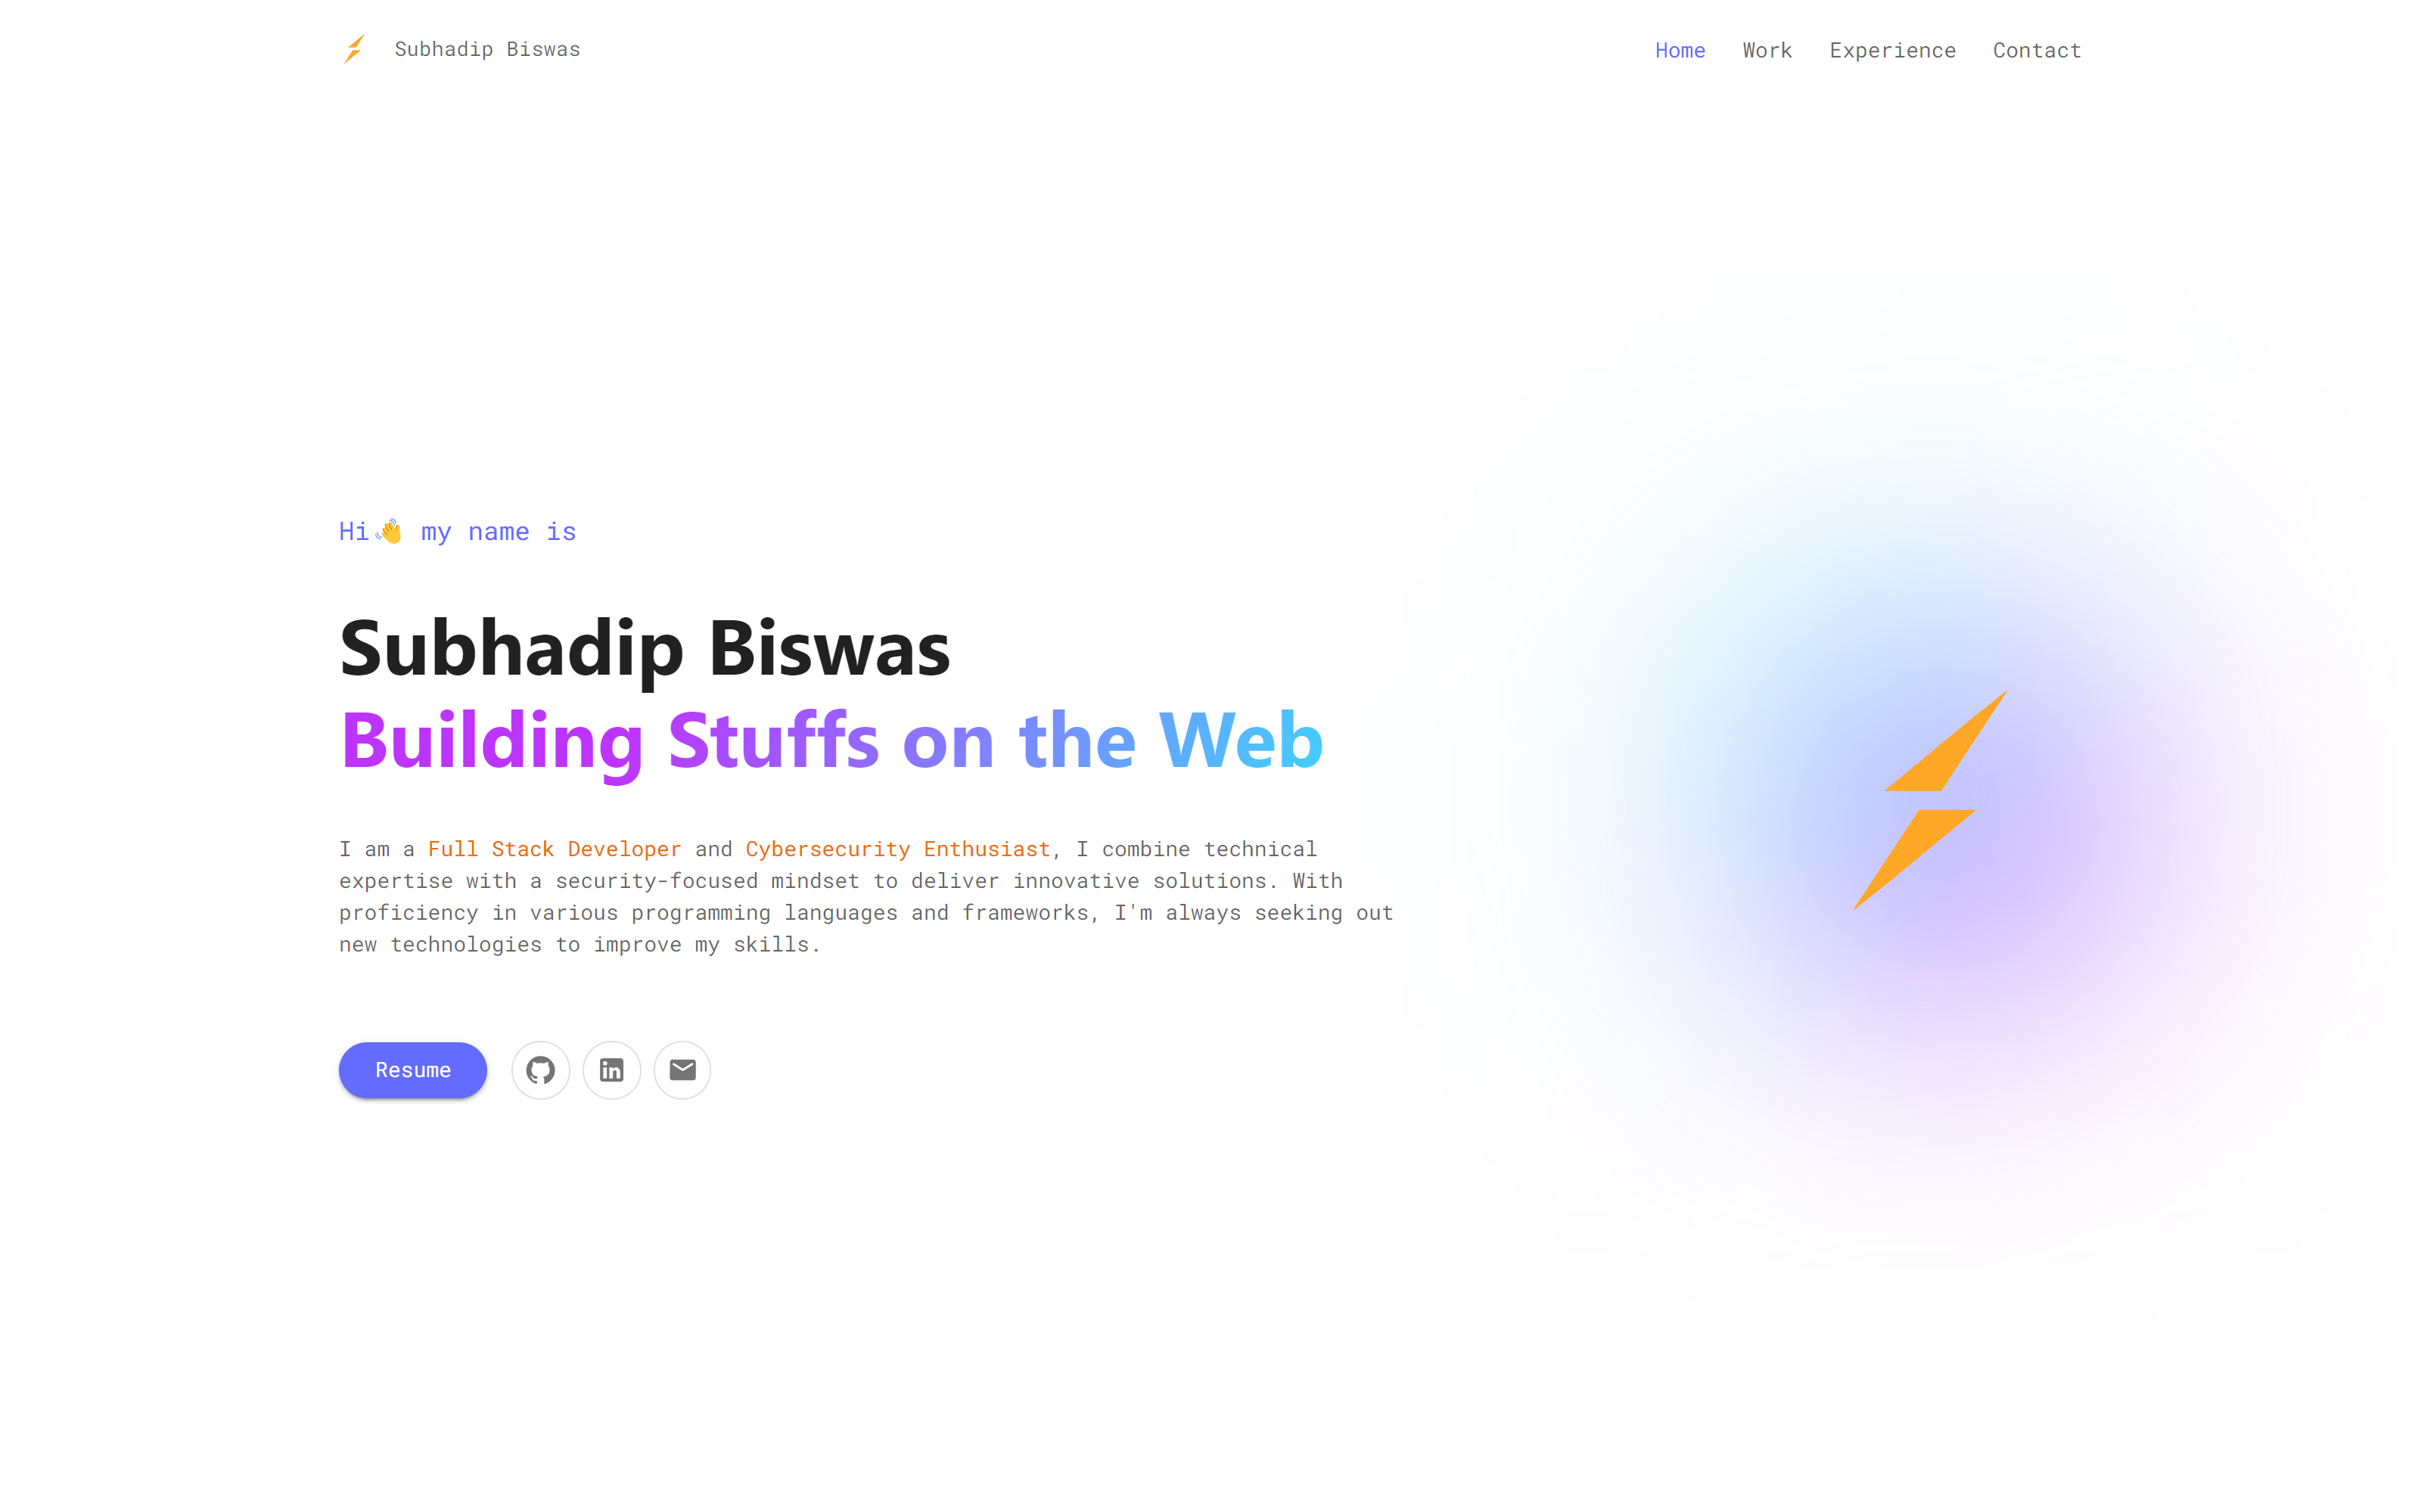 Subhadip Biswas
Home Work Experience Contact
Hi👋 my name is
Subhadip Biswas
Building Stuffs on the Web
I am a Full Stack Developer and Cybersecurity Enthusiast, I combine technical
expertise with a security-focused mindset to deliver innovative solutions. With
proficiency in various programming languages and frameworks, I'm always seeking out
new technologies to improve my skills.
Resume